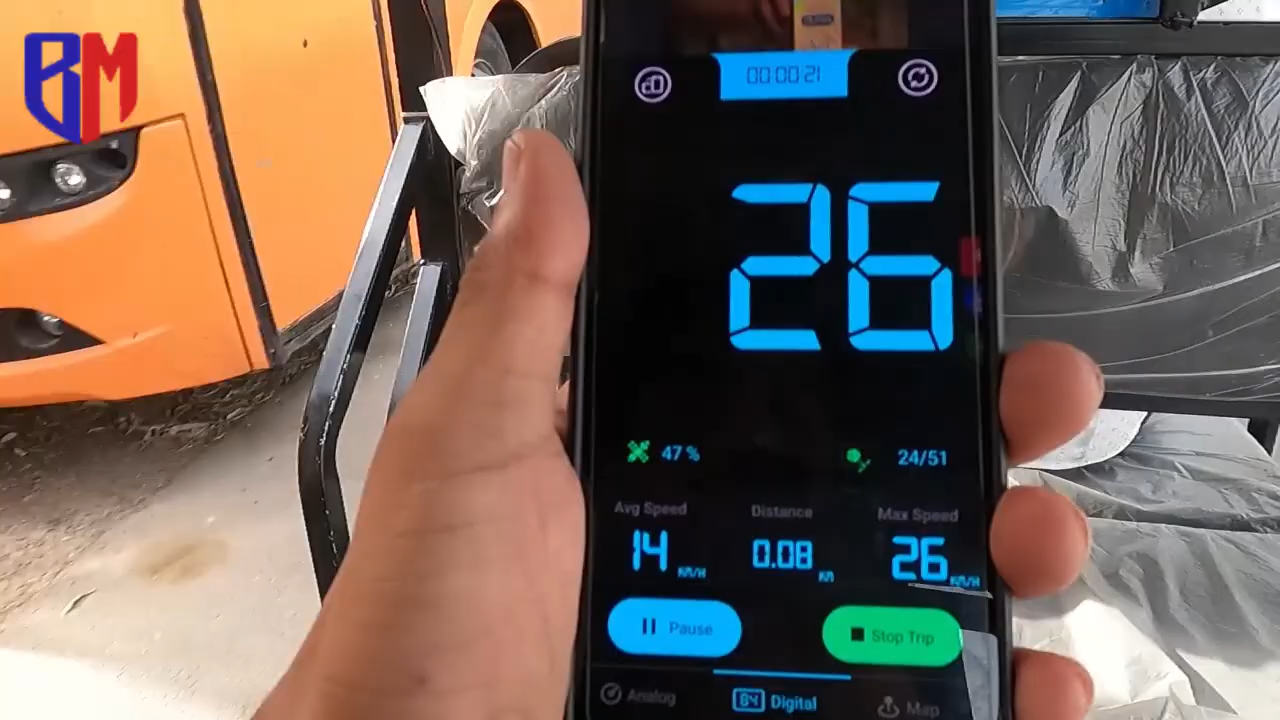 BM
00:00:21
26
47 %
24/51
Avg Speed
Distance
Max Speed
14 KM/H
0.08 KM
26 KM/H
Pause
Stop Trip
Analog
84 Digital
Map